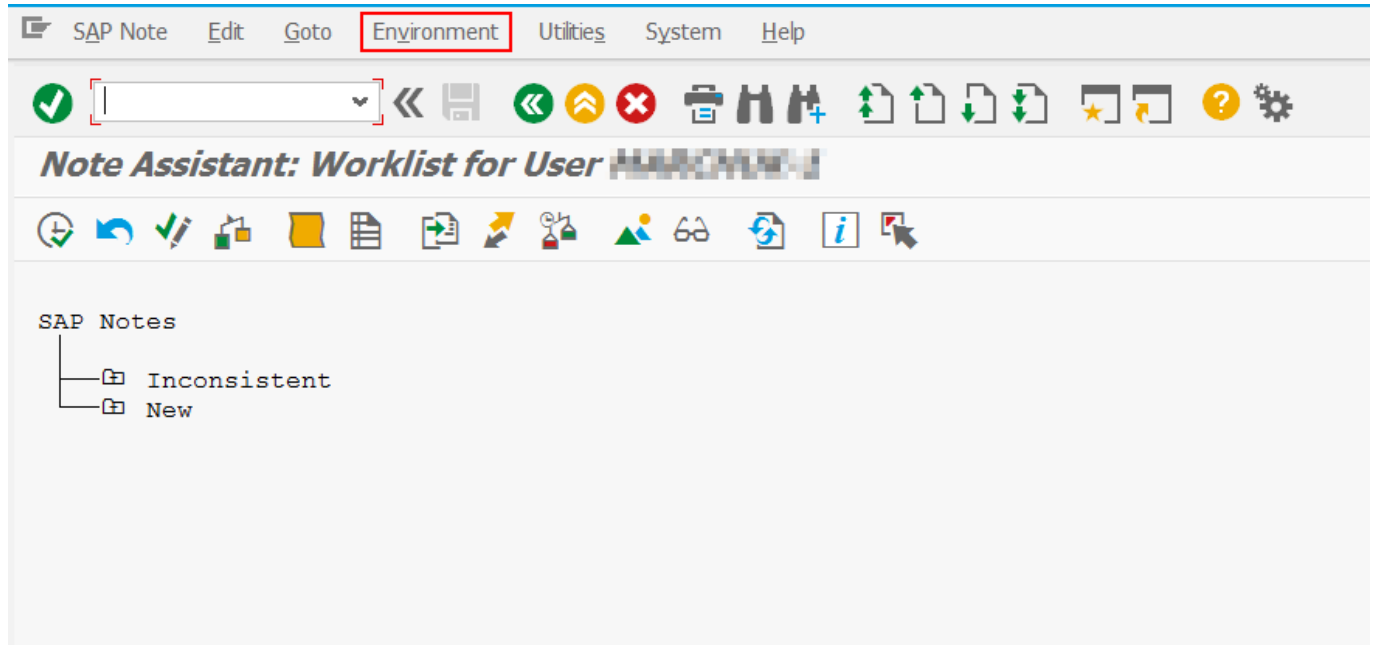 SAP Note Edit Goto Environment Utilities System Help
Note Assistant: Worklist for User
SAP Notes
Inconsistent
New